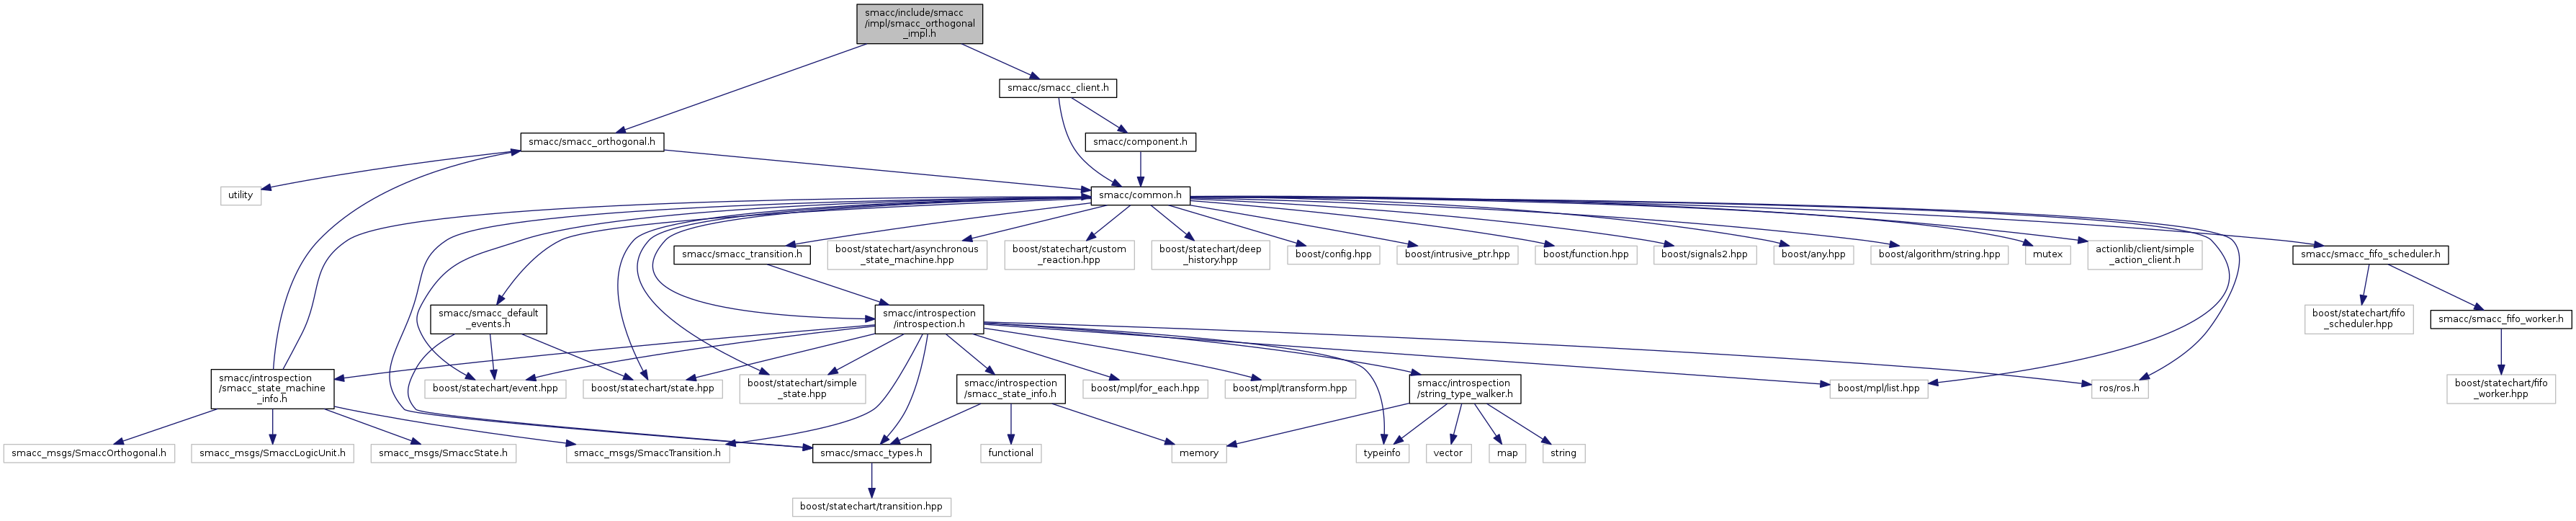 smacc/include/smacc
/impl/smacc_orthogonal
_impl.h
smacc/smacc_client.h
smacc/smacc_orthogonal.h
smacc/component.h
utility
smacc/common.h
smacc/smacc_transition.h
boost/statechart/asynchronous
_state_machine.hpp
boost/statechart/custom
_reaction.hpp
boost/statechart/deep
_history.hpp
boost/config.hpp
boost/intrusive_ptr.hpp
boost/function.hpp
boost/signals2.hpp
boost/any.hpp
boost/algorithm/string.hpp
mutex
actionlib/client/simple
_action_client.h
smacc/smacc_fifo_scheduler.h
smacc/smacc_default
_events.h
smacc/introspection
/introspection.h
boost/statechart/fifo
_scheduler.hpp
smacc/smacc_fifo_worker.h
smacc/introspection
/smacc_state_machine
_info.h
boost/statechart/event.hpp
boost/statechart/state.hpp
boost/statechart/simple
_state.hpp
smacc/introspection
/smacc_state_info.h
boost/mpl/for_each.hpp
boost/mpl/transform.hpp
smacc/introspection
/string_type_walker.h
boost/mpl/list.hpp
ros/ros.h
boost/statechart/fifo
_worker.hpp
smacc_msgs/SmaccOrthogonal.h
smacc_msgs/SmaccLogicUnit.h
smacc_msgs/SmaccState.h
smacc_msgs/SmaccTransition.h
smacc/smacc_types.h
functional
memory
typeinfo
vector
map
string
boost/statechart/transition.hpp